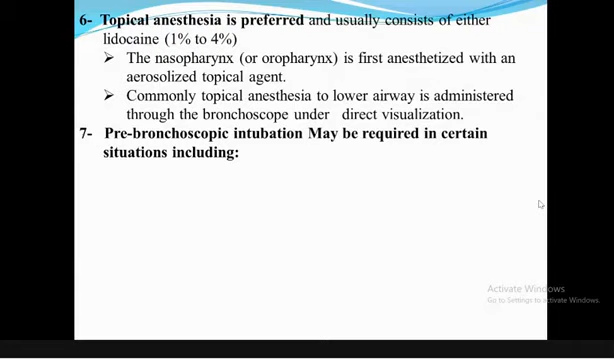 6- Topical anesthesia is preferred and usually consists of either
lidocaine (1% to 4%)
➢ The nasopharynx (or oropharynx) is first anesthetized with an
aerosolized topical agent.
➢ Commonly topical anesthesia to lower airway is administered
through the bronchoscope under direct visualization.
7- Pre-bronchoscopic intubation May be required in certain
situations including:
Activate Windows
Go to Settings to activate Windows.